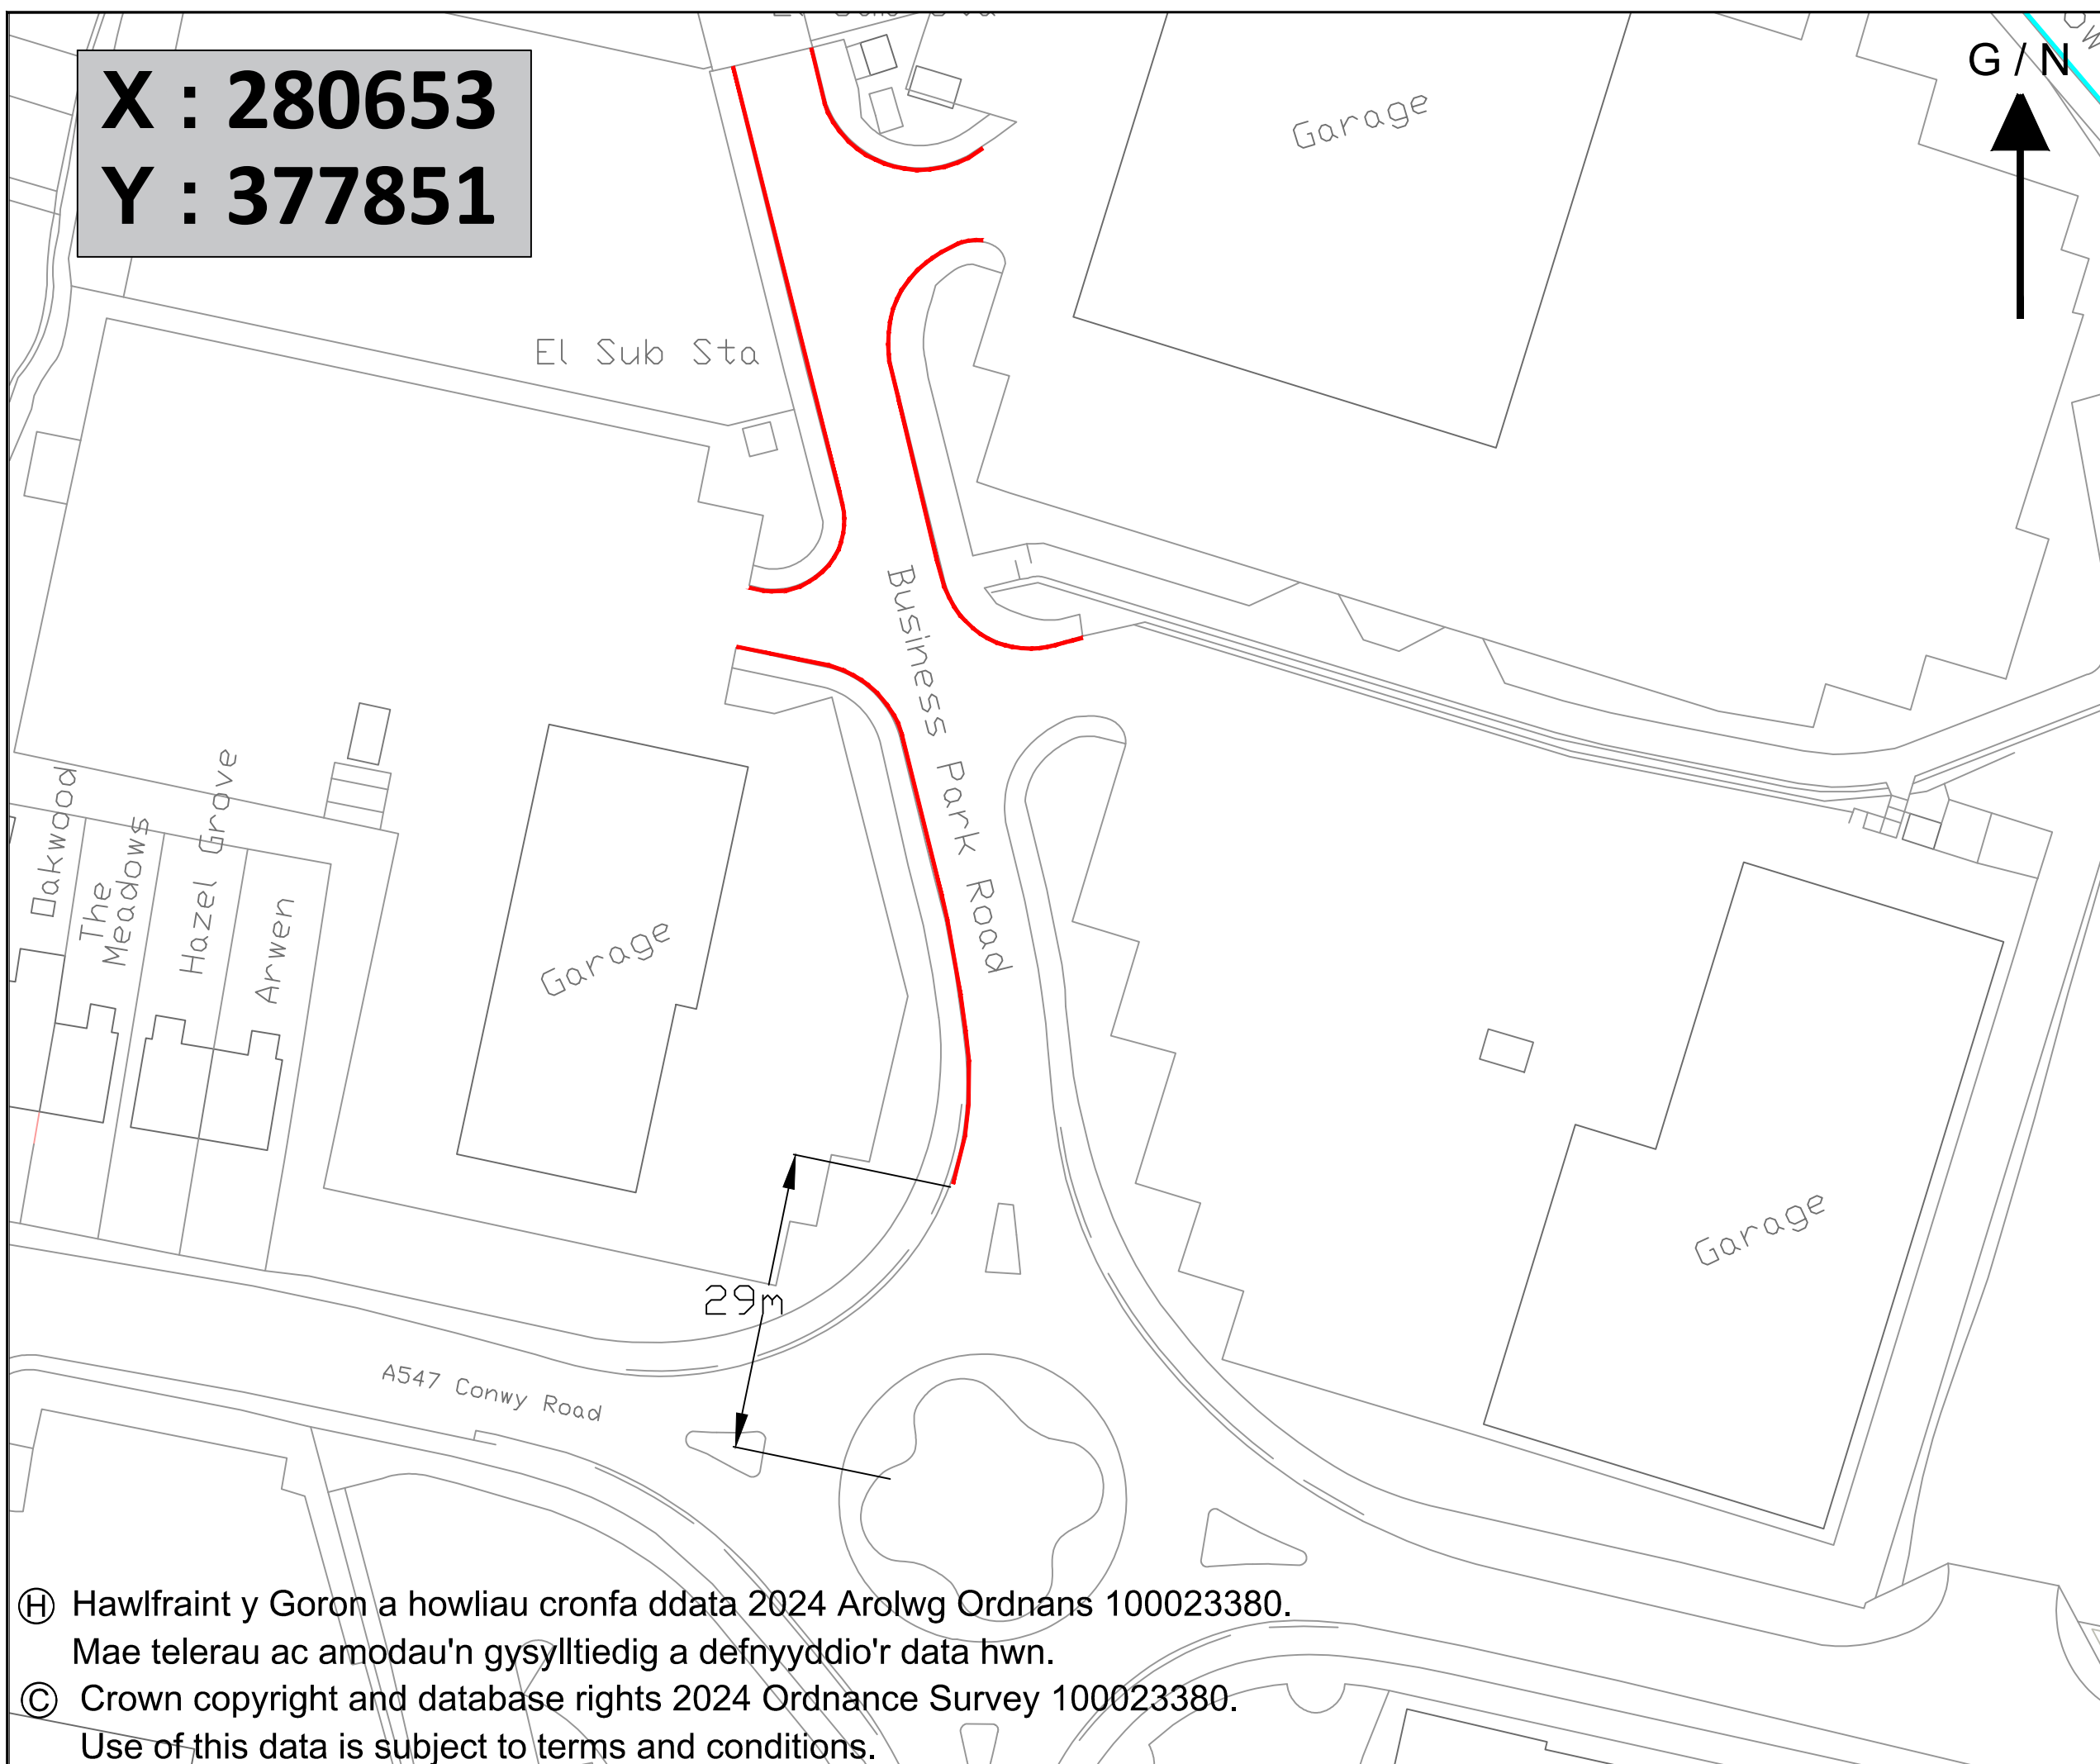 X : 280653
Y : 377851
G / N
Garage
El Sub Sta
Business Park Road
Oakwood
The
Meadows
Hazel Grove
Arwen
Garage
Garage
29m
A547 Conwy Road
Ⓗ Hawlfraint y Goron a howliau cronfa ddata 2024 Arolwg Ordnans 100023380.
Mae telerau ac amodau'n gysylltiedig a defnyyddio'r data hwn.
© Crown copyright and database rights 2024 Ordnance Survey 100023380.
Use of this data is subject to terms and conditions.